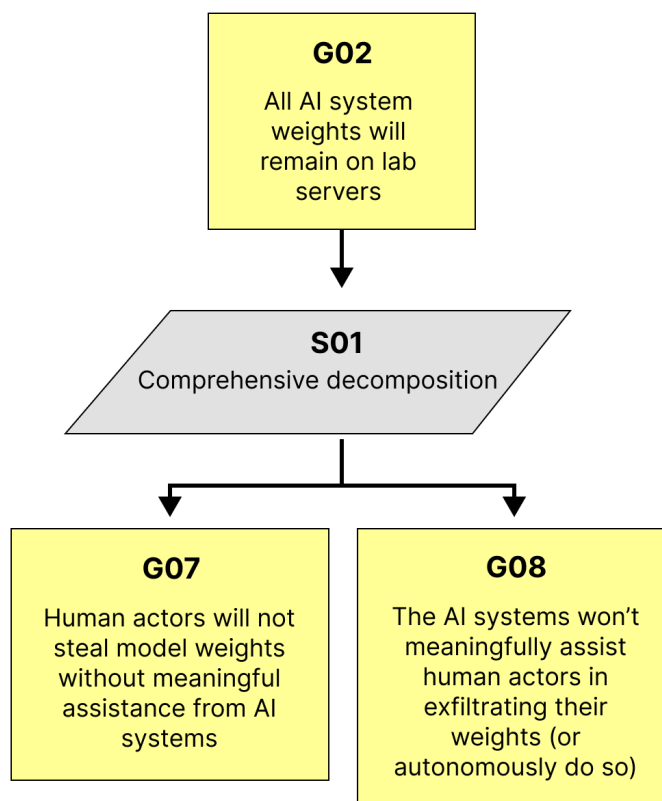 G02
All AI system
weights will
remain on lab
servers
S01
Comprehensive decomposition
G07
Human actors will not
steal model weights
without meaningful
assistance from AI
systems
G08
The AI systems won’t
meaningfully assist
human actors in
exfiltrating their
weights (or
autonomously do so)